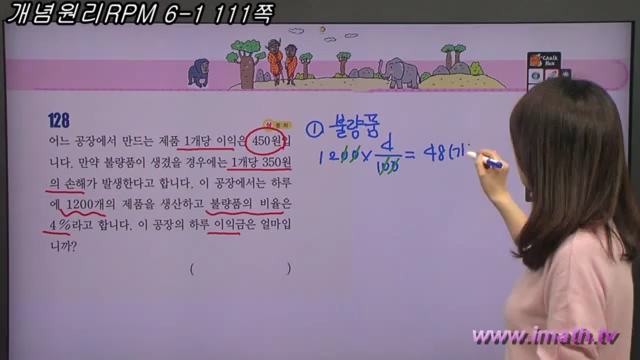 개념원리RPM 6-1 111쪽
128
어느 공장에서 만드는 제품 1개당 이익은 450원입
니다. 만약 불량품이 생겼을 경우에는 1개당 350원
의 손해가 발생한다고 합니다. 이 공장에서는 하루
에 1200개의 제품을 생산하고 불량품의 비율은
4%라고 합니다. 이 공장의 하루 이익금은 얼마입
니까?
( )
① 불량품
1200 × 4/100 = 48(개
www.imath.tv